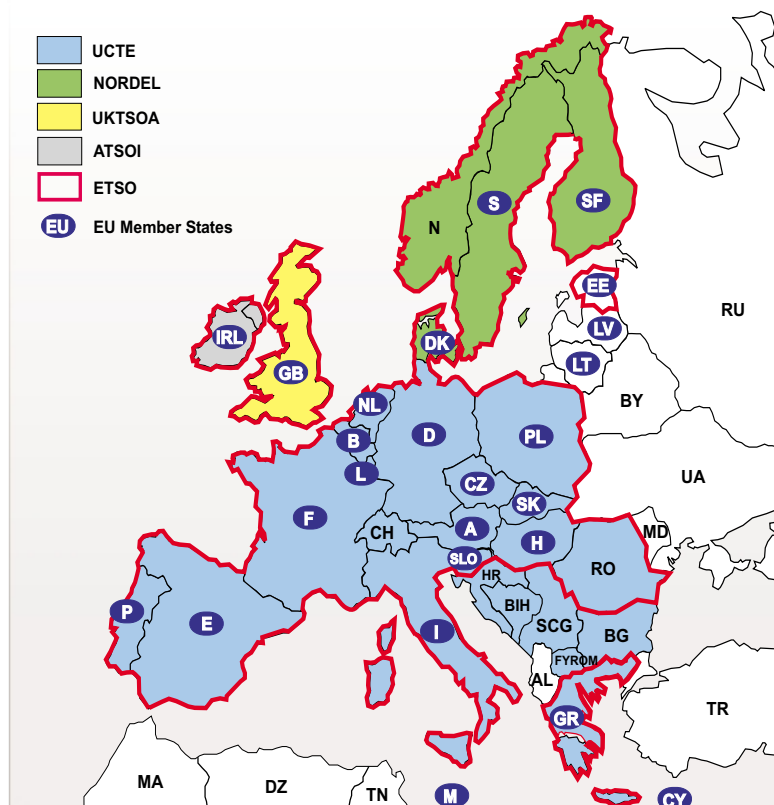 UCTE
NORDEL
UKTSOA
ATSOI
ETSO
EU EU Member States
N
S
SF
EE
RU
IRL
LV
DK
LT
GB
BY
NL
B
D
PL
L
CZ
UA
SK
F
CH
A
H
MD
SLO
RO
HR
P
E
I
BIH
SCG
BG
FYROM
AL
GR
TR
MA
DZ
TN
M
CY